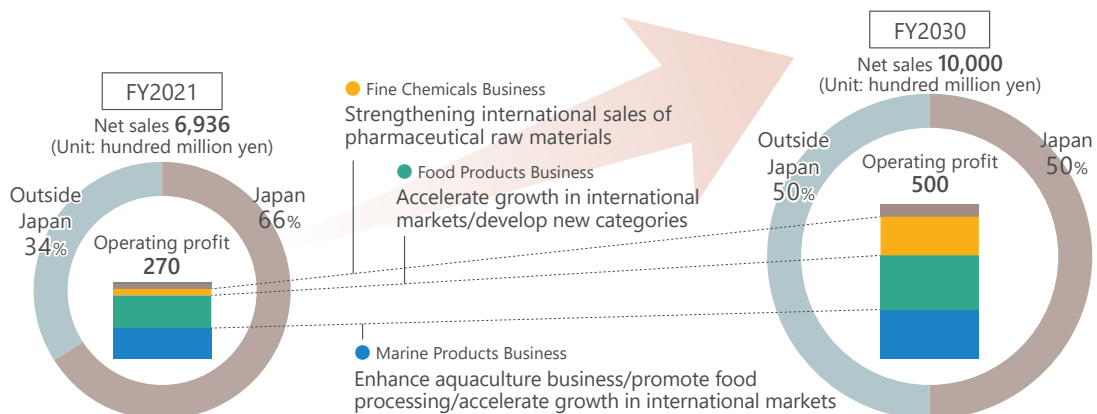 FY2021
Net sales 6,936
(Unit: hundred million yen)
Outside
Japan
34%
Japan
66%
Operating profit
270
Fine Chemicals Business
Strengthening international sales of
pharmaceutical raw materials
Food Products Business
Accelerate growth in international
markets/develop new categories
Marine Products Business
Enhance aquaculture business/promote food
processing/accelerate growth in international markets
FY2030
Net sales 10,000
(Unit: hundred million yen)
Outside
Japan
50%
Japan
50%
Operating profit
500